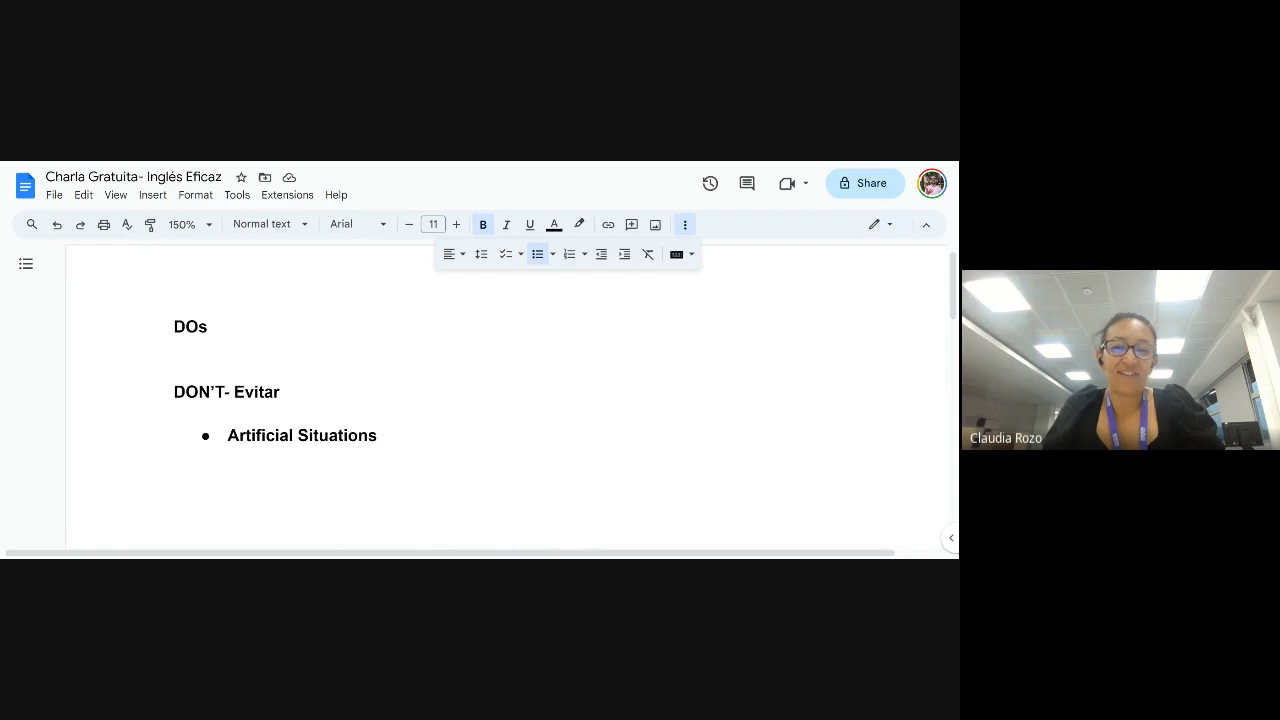 Charla Gratuita- Inglés Eficaz
File Edit View Insert Format Tools Extensions Help
Share
150% Normal text Arial 11 B I U A
DOs
DON'T- Evitar
● Artificial Situations
Claudia Rozo